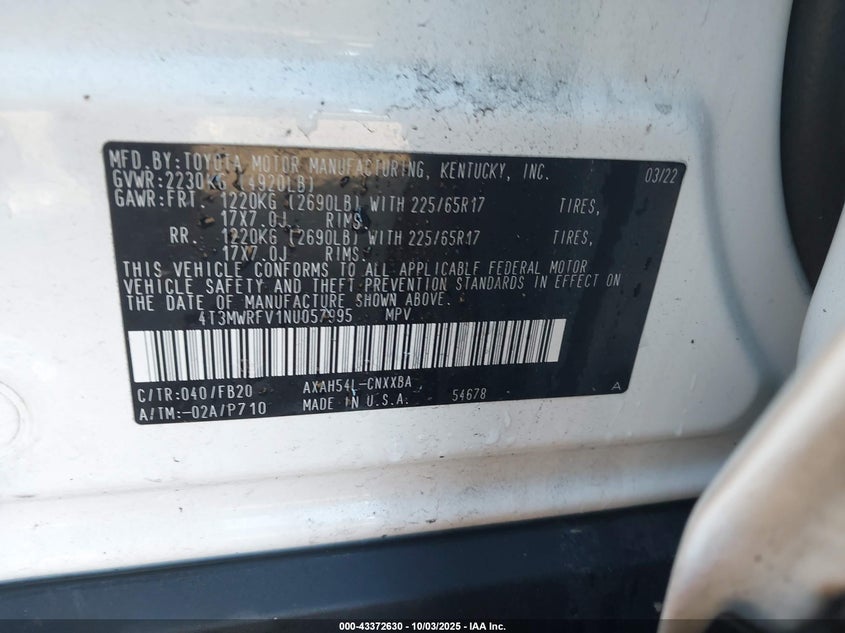 MFD.BY:TOYOTA MOTOR MANUFACTURING, KENTUCKY, INC. 03/22
GVWR:2230KG (4920LB)
GAWR:FRT. 1220KG (2690LB) WITH 225/65R17 TIRES,
17X7.0J RIMS.
RR. 1220KG (2690LB) WITH 225/65R17 TIRES,
17X7.0J RIMS.
THIS VEHICLE CONFORMS TO ALL APPLICABLE FEDERAL MOTOR
VEHICLE SAFETY AND THEFT PREVENTION STANDARDS IN EFFECT ON
THE DATE OF MANUFACTURE SHOWN ABOVE.
4T3MWRFV1NU057995 MPV
C/TR:040/FB20 AXAH54L-CNXXBA 54678 A
A/TM:-02A/P710 MADE IN U.S.A.
000-43372630 - 10/03/2025 - IAA Inc.